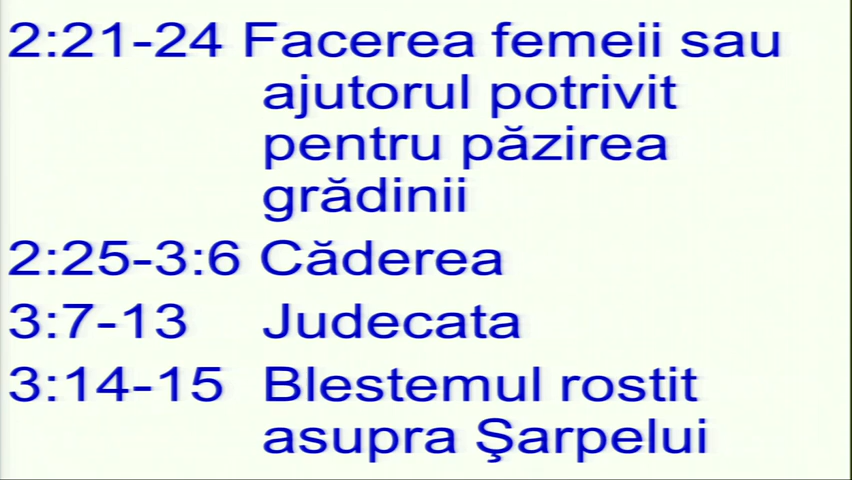 2:21-24 Facerea femeii sau
ajutorul potrivit
pentru păzirea
grădinii
2:25-3:6 Căderea
3:7-13 Judecata
3:14-15 Blestemul rostit
asupra Şarpelui